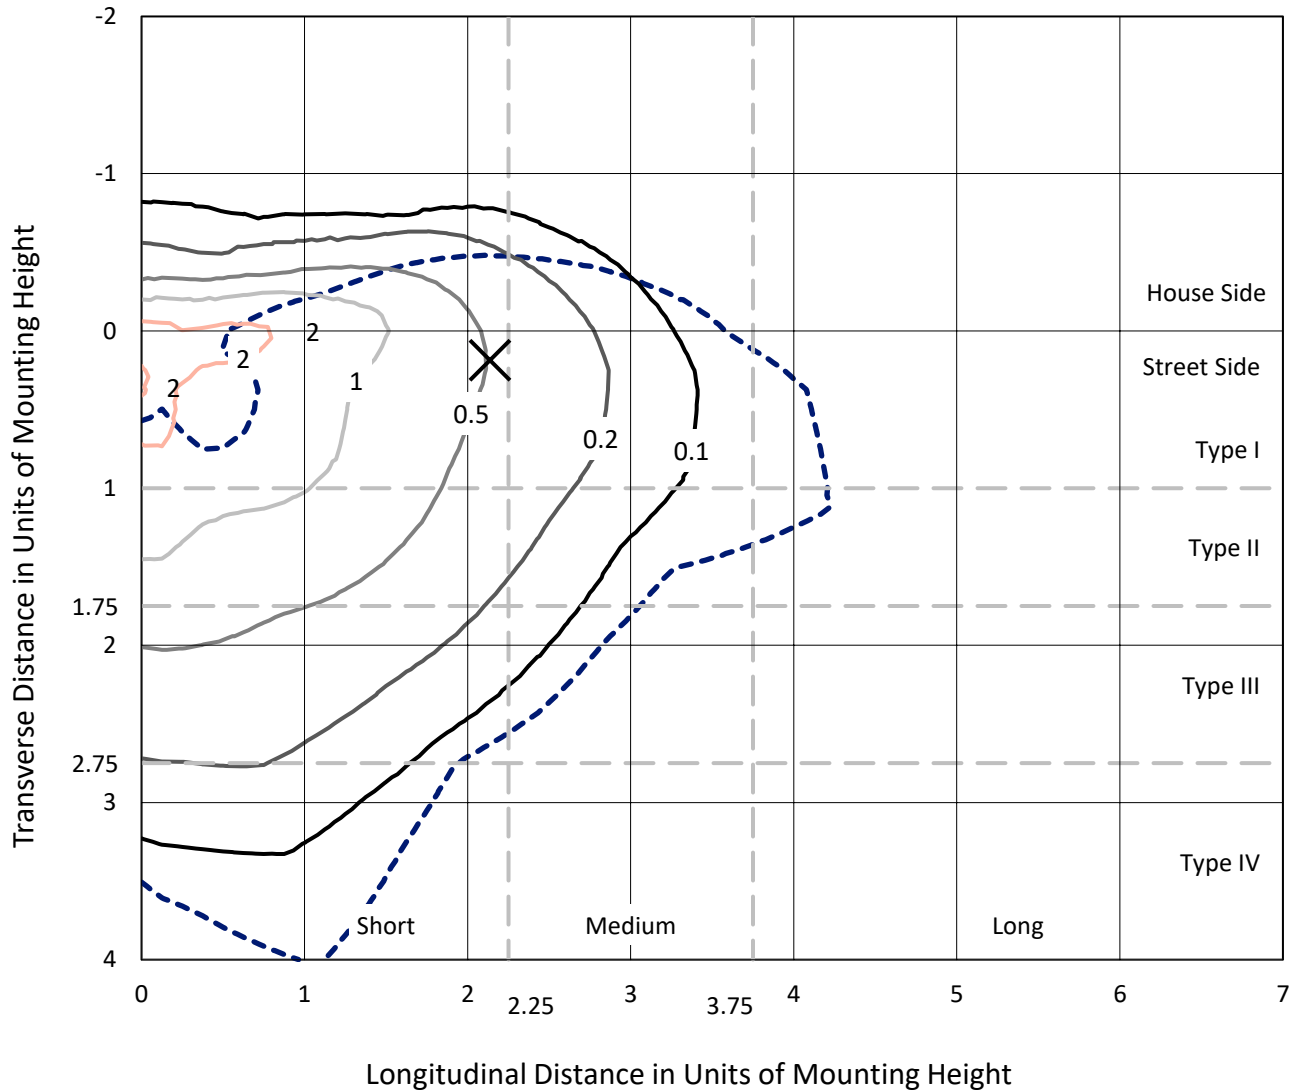 -2
-1
0
1
1.75
2
2.75
3
4
Transverse Distance in Units of Mounting Height
House Side
Street Side
Type I
Type II
Type III
Type IV
2
2
2
1
0.5
0.2
0.1
Short
Medium
Long
0
1
2
2.25
3
3.75
4
5
6
7
Longitudinal Distance in Units of Mounting Height